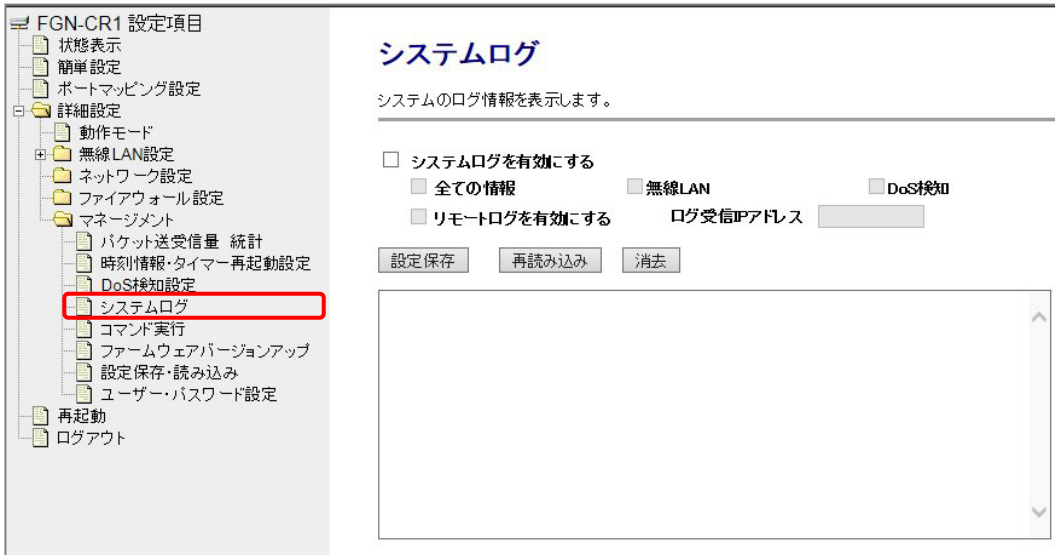 FGN-CR1 設定項目
状態表示
簡単設定
ポートマッピング設定
詳細設定
動作モード
無線LAN設定
ネットワーク設定
ファイアウォール設定
マネージメント
パケット送受信量 統計
時刻情報・タイマー再起動設定
DoS検知設定
システムログ
コマンド実行
ファームウェアバージョンアップ
設定保存・読み込み
ユーザー・パスワード設定
再起動
ログアウト
システムログ
システムのログ情報を表示します。
システムログを有効にする
全ての情報 無線LAN DoS検知
リモートログを有効にする ログ受信IPアドレス
設定保存 再読み込み 消去